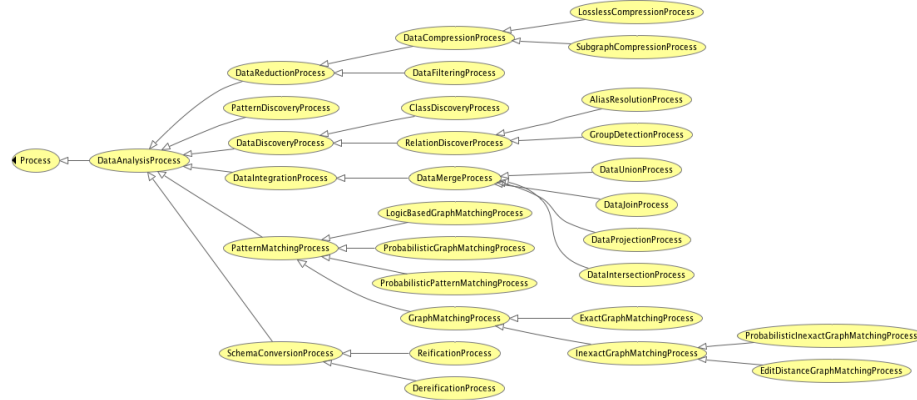 LosslessCompressionProcess
DataCompressionProcess
SubgraphCompressionProcess
DataReductionProcess
DataFilteringProcess
PatternDiscoveryProcess
ClassDiscoveryProcess
AliasResolutionProcess
DataDiscoveryProcess
RelationDiscoverProcess
GroupDetectionProcess
Process
DataAnalysisProcess
DataIntegrationProcess
DataMergeProcess
DataUnionProcess
DataJoinProcess
LogicBasedGraphMatchingProcess
DataProjectionProcess
PatternMatchingProcess
ProbabilisticGraphMatchingProcess
DataIntersectionProcess
ProbabilisticPatternMatchingProcess
GraphMatchingProcess
ExactGraphMatchingProcess
ProbabilisticInexactGraphMatchingProcess
SchemaConversionProcess
ReificationProcess
InexactGraphMatchingProcess
EditDistanceGraphMatchingProcess
DereificationProcess